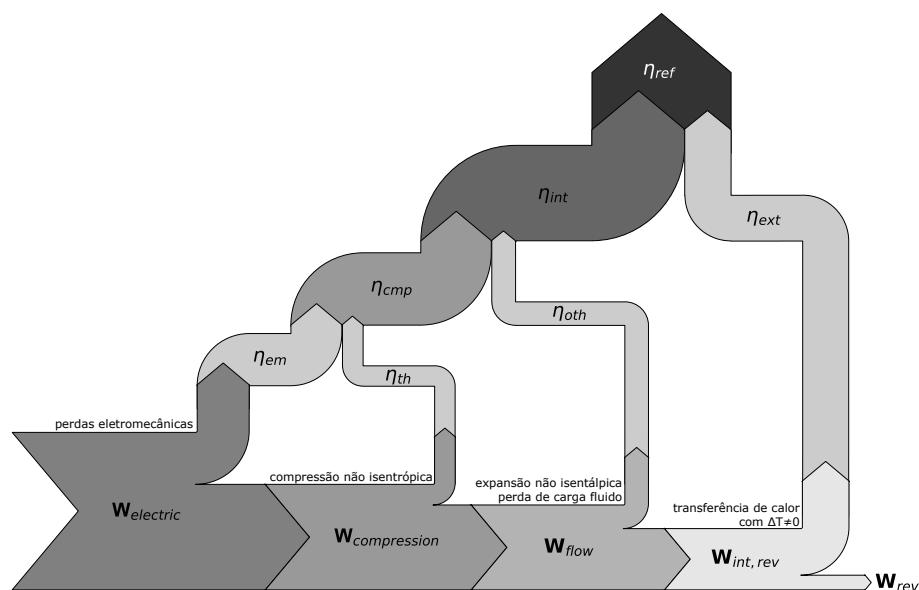 η_ref
η_int
η_ext
η_cmp
η_oth
η_em
η_th
perdas eletromecânicas
compressão não isentrópica
expansão não isentálpica
perda de carga fluido
transferência de calor
com ΔT≠0
W_electric
W_compression
W_flow
W_int, rev
W_rev